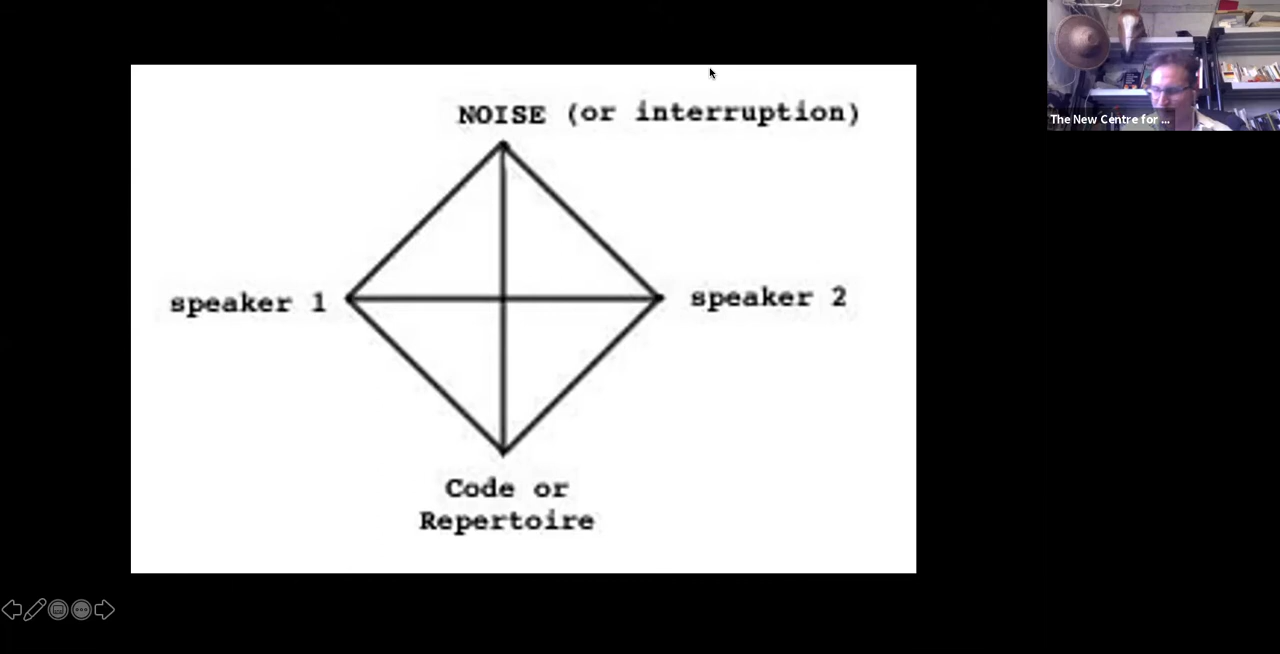 NOISE (or interruption)
speaker 1
speaker 2
Code or
Repertoire
The New Centre for ...